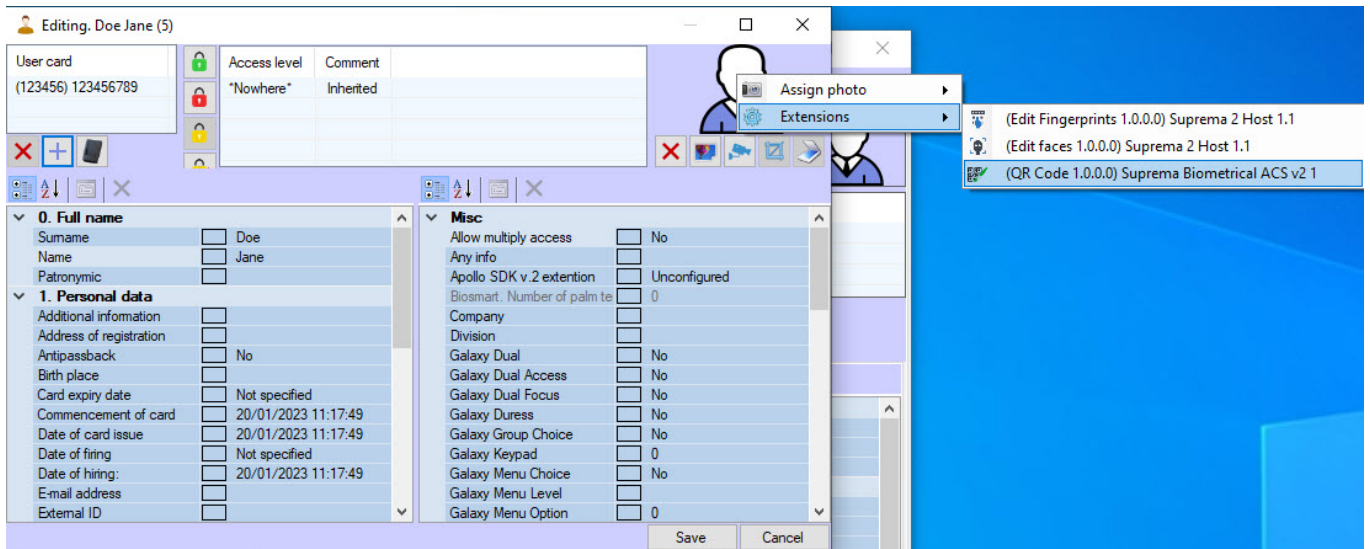 Editing. Doe Jane (5)
User card
(123456) 123456789
Access level Comment
"Nowhere" Inherited
Assign photo
Extensions
(Edit Fingerprints 1.0.0.0) Suprema 2 Host 1.1
(Edit faces 1.0.0.0) Suprema 2 Host 1.1
(QR Code 1.0.0.0) Suprema Biometrical ACS v2 1
0. Full name
Surname Doe
Name Jane
Patronymic
1. Personal data
Additional information
Address of registration
Antipassback No
Birth place
Card expiry date Not specified
Commencement of card 20/01/2023 11:17:49
Date of card issue 20/01/2023 11:17:49
Date of firing Not specified
Date of hiring: 20/01/2023 11:17:49
E-mail address
External ID
Misc
Allow multiply access No
Any info
Apollo SDK v.2 extention Unconfigured
Biosmart. Number of palm te 0
Company
Division
Galaxy Dual No
Galaxy Dual Access No
Galaxy Dual Focus No
Galaxy Duress No
Galaxy Group Choice No
Galaxy Keypad 0
Galaxy Menu Choice No
Galaxy Menu Level
Galaxy Menu Option 0
Save Cancel